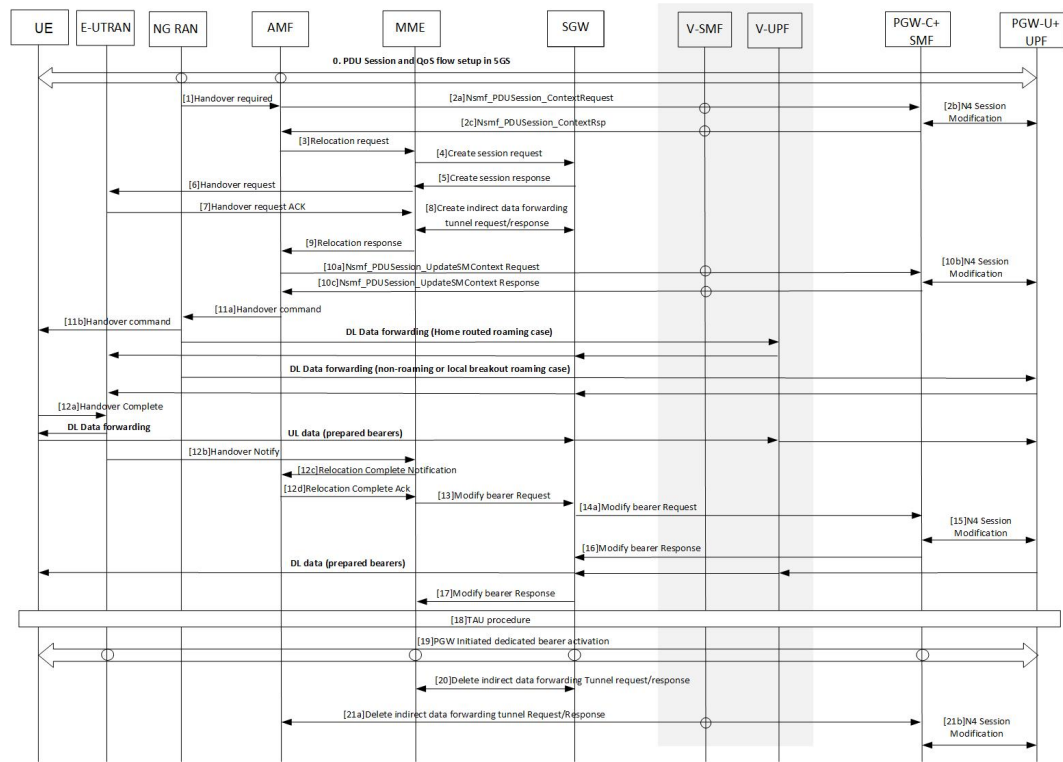 UE
E-UTRAN
NG RAN
AMF
MME
SGW
V-SMF
V-UPF
PGW-C+
SMF
PGW-U+
UPF
0. PDU Session and QoS flow setup in 5GS
[1]Handover required
[2a]Nsmf_PDUSession_ContextRequest
[2b]N4 Session
Modification
[2c]Nsmf_PDUSession_ContextRsp
[3]Relocation request
[4]Create session request
[5]Create session response
[6]Handover request
[7]Handover request ACK
[8]Create indirect data forwarding
tunnel request/response
[9]Relocation response
[10a]Nsmf_PDUSession_UpdateSMContext Request
[10b]N4 Session
Modification
[10c]Nsmf_PDUSession_UpdateSMContext Response
[11a]Handover command
[11b]Handover command
DL Data forwarding (Home routed roaming case)
DL Data forwarding (non-roaming or local breakout roaming case)
[12a]Handover Complete
DL Data forwarding
UL data (prepared bearers)
[12b]Handover Notify
[12c]Relocation Complete Notification
[12d]Relocation Complete Ack
[13]Modify bearer Request
[14a]Modify bearer Request
[15]N4 Session
Modification
[16]Modify bearer Response
DL data (prepared bearers)
[17]Modify bearer Response
[18]TAU procedure
[19]PGW Initiated dedicated bearer activation
[20]Delete indirect data forwarding Tunnel request/response
[21a]Delete indirect data forwarding tunnel Request/Response
[21b]N4 Session
Modification